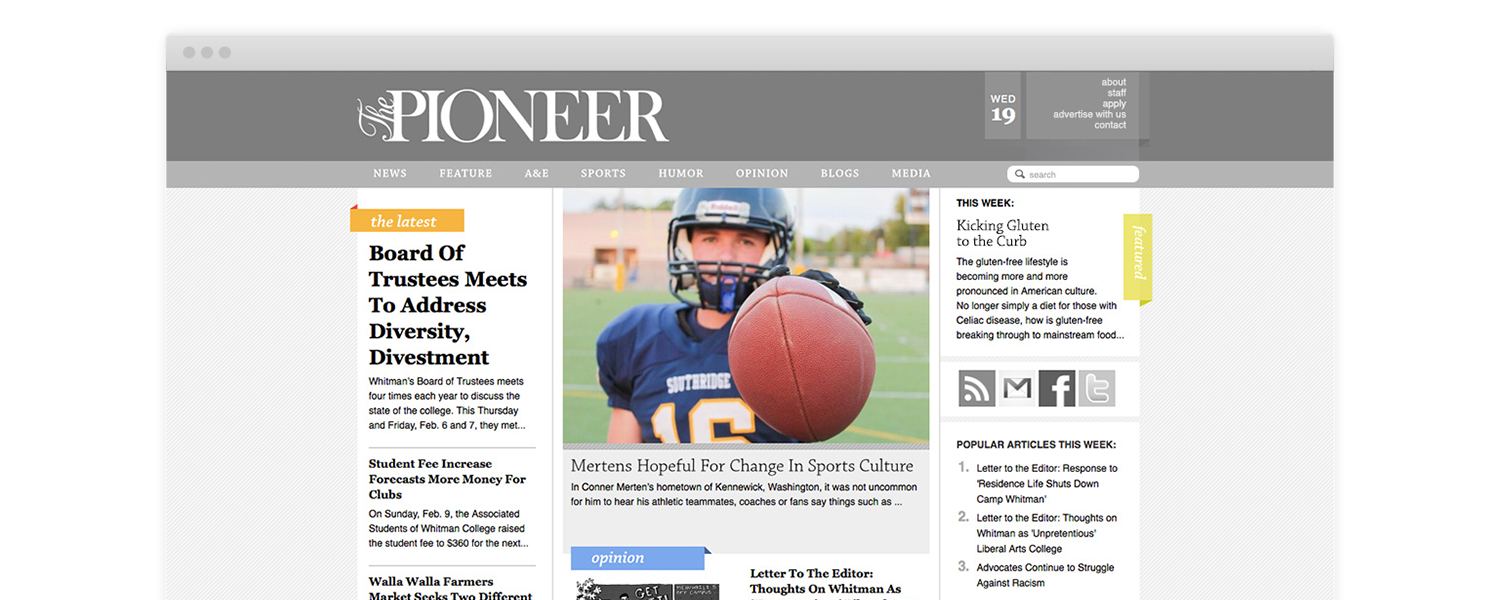 the PIONEER
WED
19
about
staff
apply
advertise with us
contact
NEWS FEATURE A&E SPORTS HUMOR OPINION BLOGS MEDIA
search
the latest
Board Of
Trustees Meets
To Address
Diversity,
Divestment
Whitman's Board of Trustees meets
four times each year to discuss the
state of the college. This Thursday
and Friday, Feb. 6 and 7, they met...
Student Fee Increase
Forecasts More Money For
Clubs
On Sunday, Feb. 9, the Associated
Students of Whitman College raised
the student fee to $360 for the next...
Walla Walla Farmers
Market Seeks Two Different
Riddell
SOUTHRIDGE
16
Mertens Hopeful For Change In Sports Culture
In Conner Merten's hometown of Kennewick, Washington, it was not uncommon
for him to hear his athletic teammates, coaches or fans say things such as ...
opinion
GET
Letter To The Editor:
Thoughts On Whitman As
THIS WEEK:
Kicking Gluten
to the Curb
The gluten-free lifestyle is
becoming more and more
pronounced in American culture.
No longer simply a diet for those with
Celiac disease, how is gluten-free
breaking through to mainstream food...
featured
POPULAR ARTICLES THIS WEEK:
1. Letter to the Editor: Response to
'Residence Life Shuts Down
Camp Whitman'
2. Letter to the Editor: Thoughts on
Whitman as 'Unpretentious'
Liberal Arts College
3. Advocates Continue to Struggle
Against Racism